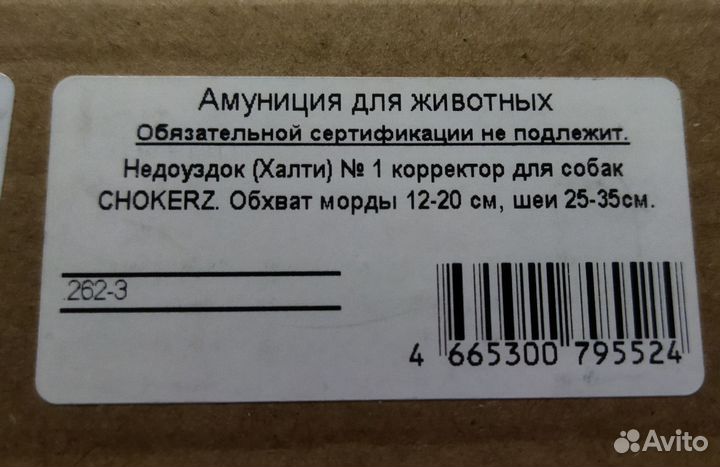 Амуниция для животных
Обязательной сертификации не подлежит.
Недоуздок (Халти) № 1 корректор для собак
CHOKERZ. Обхват морды 12-20 см, шеи 25-35см.
262-3
4 665300 795524
Avito